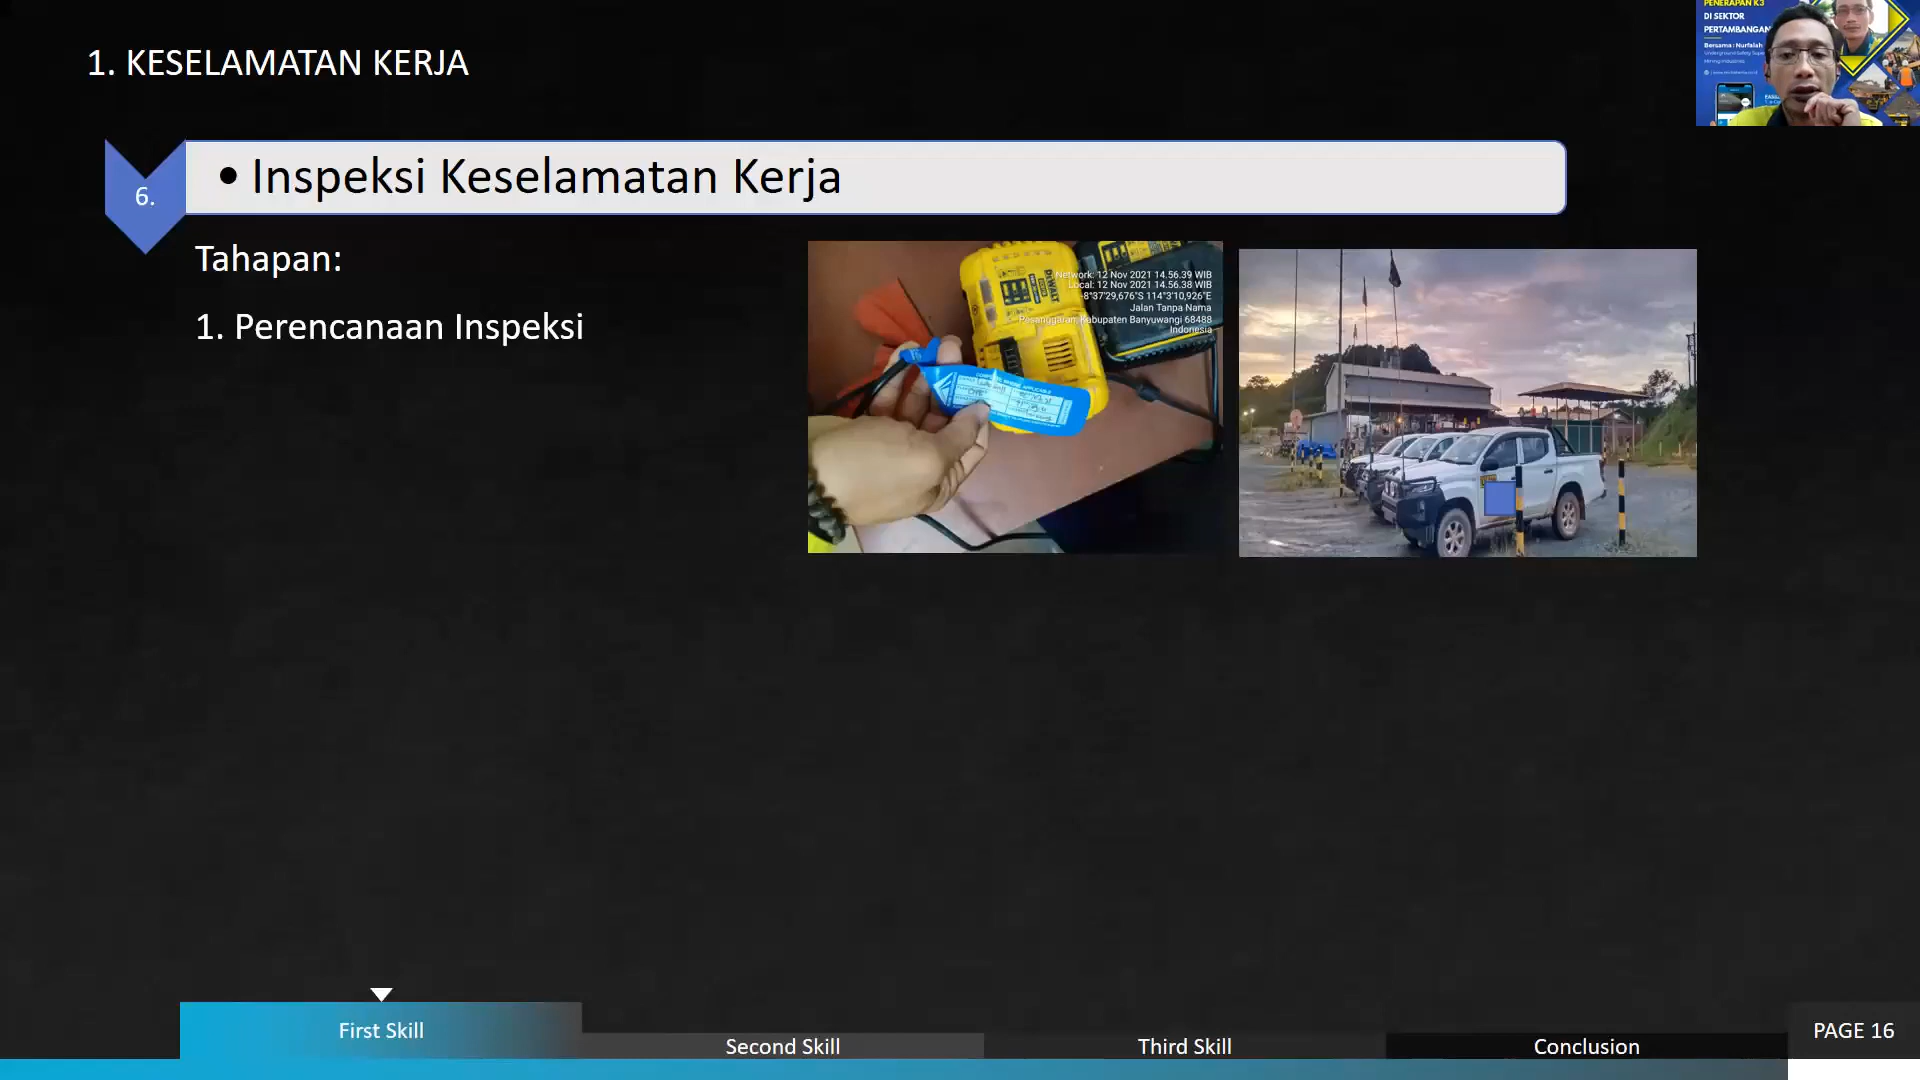 1. KESELAMATAN KERJA
PENERAPAN K3
DI SEKTOR
PERTAMBANGAN
Bersama : Nurfalah
6.
• Inspeksi Keselamatan Kerja
Tahapan:
1. Perencanaan Inspeksi
DEWALT
Network: 12 Nov 2021 14.56.39 WIB
Local: 12 Nov 2021 14.56.38 WIB
-8°37'29,676"S 114°3'10,926"E
Jalan Tanpa Nama
Pesanggaran, Kabupaten Banyuwangi 68488
Indonesia
First Skill
Second Skill
Third Skill
Conclusion
PAGE 16